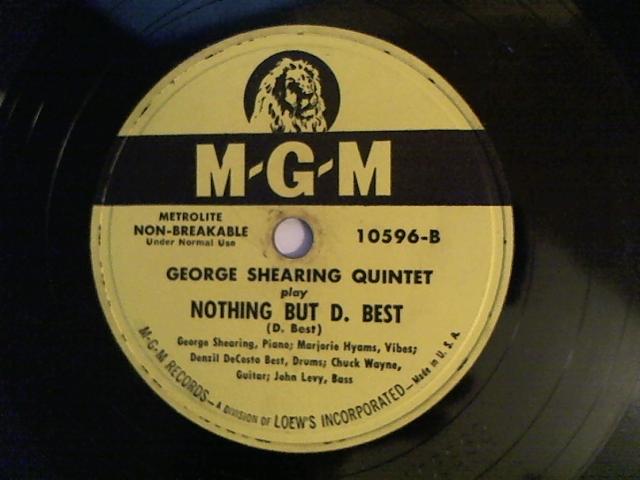 M-G-M
METROLITE
NON-BREAKABLE
Under Normal Use
10596-B
GEORGE SHEARING QUINTET
play
NOTHING BUT D. BEST
(D. Best)
George Shearing, Piano; Marjorie Hyams, Vibes;
Denzil DeCosta Best, Drums; Chuck Wayne,
Guitar; John Levy, Bass
M-G-M RECORDS—A DIVISION OF LOEW'S INCORPORATED—Made in U. S. A.